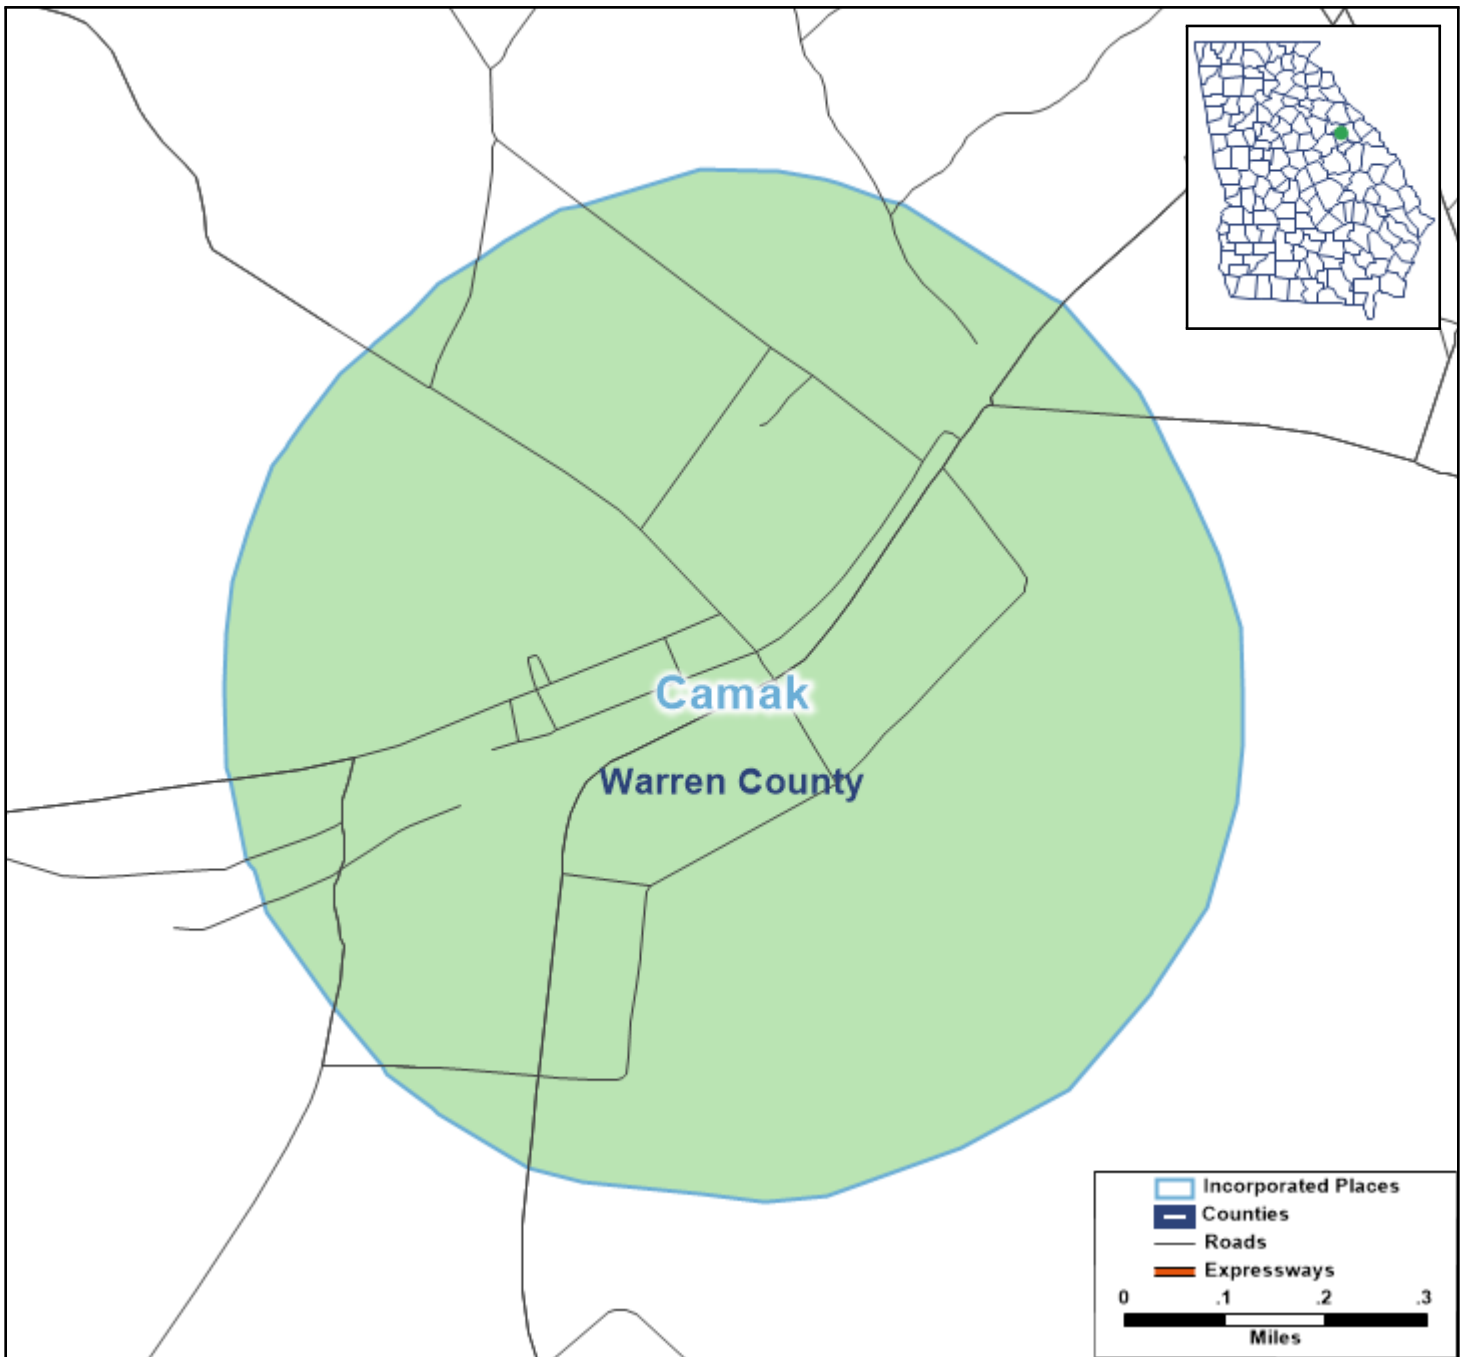 Camak
Warren County
Incorporated Places
Counties
Roads
Expressways
0 .1 .2 .3
Miles